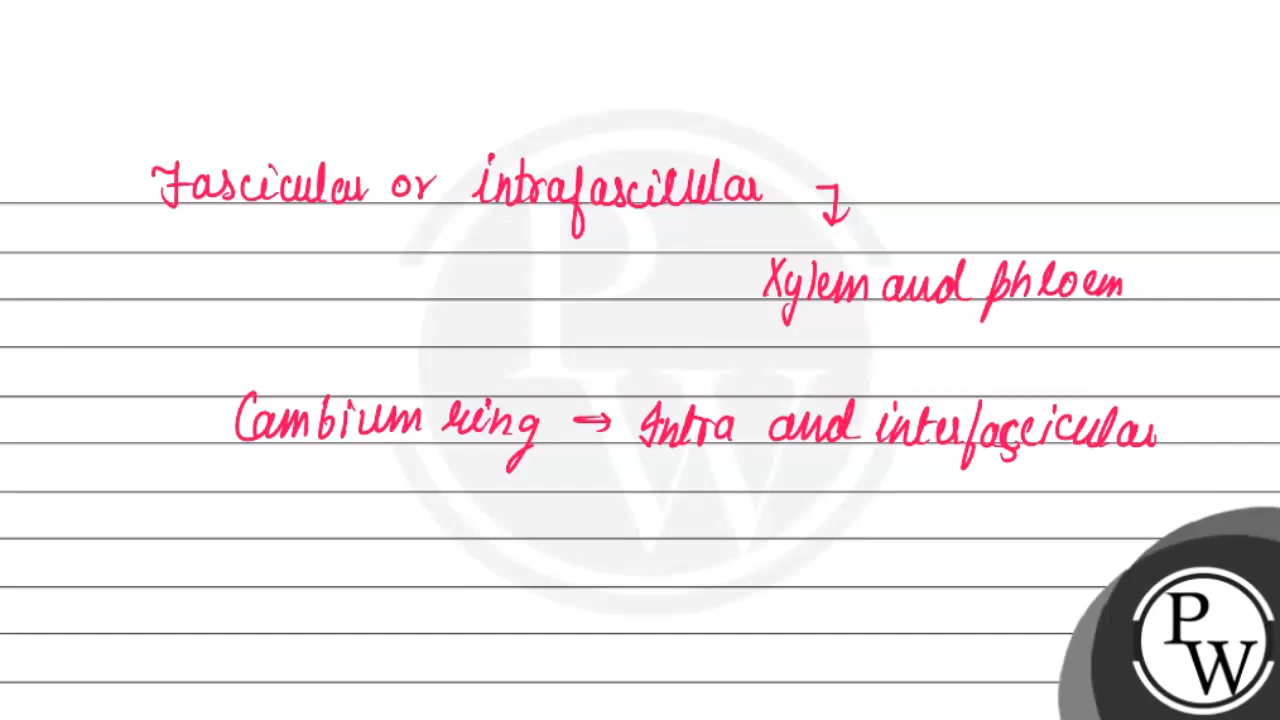 Fascicular or intrafascicular ↴
Xylem and phloem
Cambium ring → Intra and interfascicular
P
W